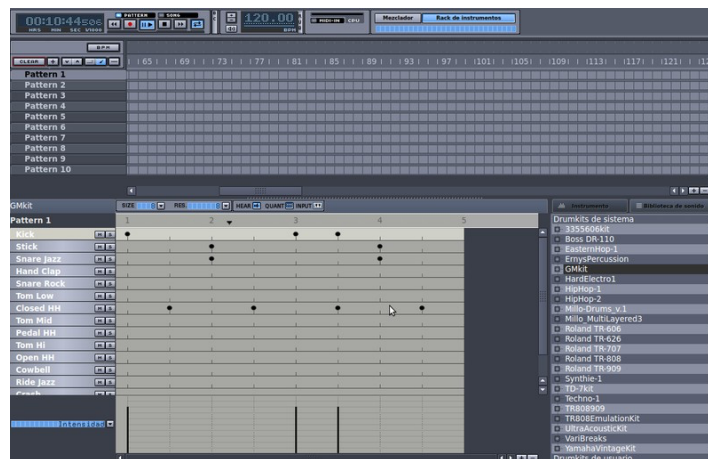 00:10:44
HRS MIN SEC
PATTERN SONG
120.00
BPM
MIDI-IN CPU
Mezclador Rack de instrumentos
BPM
CLEAR
65 69 73 77 81 85 89 93 97 101 105 109 113 117 121
Pattern 1
Pattern 2
Pattern 3
Pattern 4
Pattern 5
Pattern 6
Pattern 7
Pattern 8
Pattern 9
Pattern 10
GMkit
SIZE 8 RES. 8 HEAR QUANT INPUT
Pattern 1
1 2 3 4 5
Kick M S
Stick M S
Snare Jazz M S
Hand Clap M S
Snare Rock M S
Tom Low M S
Closed HH M S
Tom Mid M S
Pedal HH M S
Tom Hi M S
Open HH M S
Cowbell M S
Ride Jazz M S
Crash
Intensidad
Instrumento Biblioteca de sonido
Drumkits de sistema
3355606kit
Boss DR-110
EasternHop-1
ErnysPercussion
GMkit
HardElectro1
HipHop-1
HipHop-2
Millo-Drums_v.1
Millo_MultiLayered3
Roland TR-606
Roland TR-626
Roland TR-707
Roland TR-808
Roland TR-909
Synthie-1
TD-7kit
Techno-1
TR808909
TR808EmulationKit
UltraAcousticKit
VariBreaks
YamahaVintageKit
Drumkits de usuario